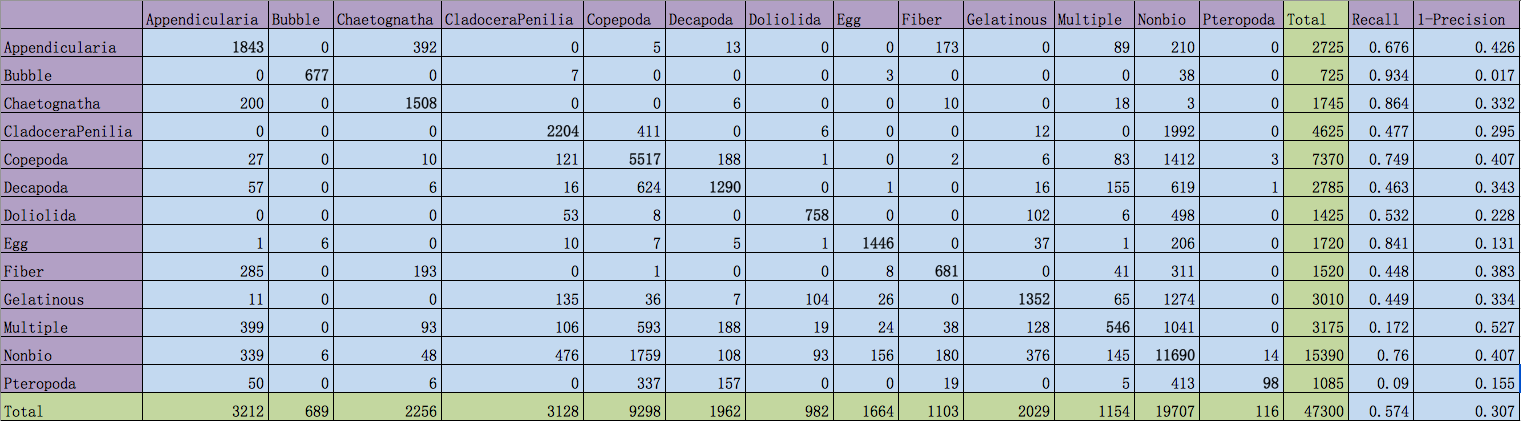 Appendicularia Bubble Chaetognatha CladoceraPenilia Copepoda Decapoda Doliolida Egg Fiber Gelatinous Multiple Nonbio Pteropoda Total Recall 1-Precision
Appendicularia 1843 0 392 0 5 13 0 0 173 0 89 210 0 2725 0.676 0.426
Bubble 0 677 0 7 0 0 0 3 0 0 0 38 0 725 0.934 0.017
Chaetognatha 200 0 1508 0 0 6 0 0 10 0 18 3 0 1745 0.864 0.332
CladoceraPenilia 0 0 0 2204 411 0 6 0 0 12 0 1992 0 4625 0.477 0.295
Copepoda 27 0 10 121 5517 188 1 0 2 6 83 1412 3 7370 0.749 0.407
Decapoda 57 0 6 16 624 1290 0 1 0 16 155 619 1 2785 0.463 0.343
Doliolida 0 0 0 53 8 0 758 0 0 102 6 498 0 1425 0.532 0.228
Egg 1 6 0 10 7 5 1 1446 0 37 1 206 0 1720 0.841 0.131
Fiber 285 0 193 0 1 0 0 8 681 0 41 311 0 1520 0.448 0.383
Gelatinous 11 0 0 135 36 7 104 26 0 1352 65 1274 0 3010 0.449 0.334
Multiple 399 0 93 106 593 188 19 24 38 128 546 1041 0 3175 0.172 0.527
Nonbio 339 6 48 476 1759 108 93 156 180 376 145 11690 14 15390 0.76 0.407
Pteropoda 50 0 6 0 337 157 0 0 19 0 5 413 98 1085 0.09 0.155
Total 3212 689 2256 3128 9298 1962 982 1664 1103 2029 1154 19707 116 47300 0.574 0.307